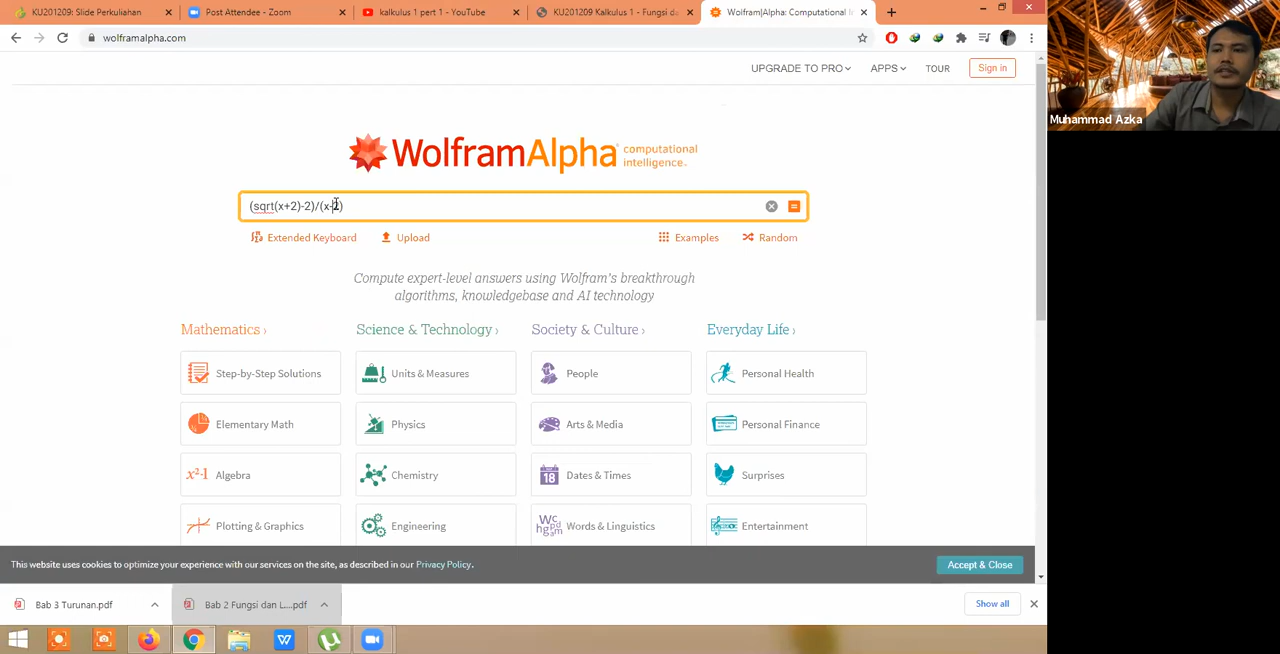 KU201209: Slide Perkuliahan
Post Attendee - Zoom
kalkulus 1 pert 1 - YouTube
KU201209 Kalkulus 1 - Fungsi da
Wolfram|Alpha: Computational I
wolframalpha.com
UPGRADE TO PRO
APPS
TOUR
Sign in
Muhammad Azka
WolframAlpha computational intelligence.
(sqrt(x+2)-2)/(x-2)
Extended Keyboard
Upload
Examples
Random
Compute expert-level answers using Wolfram's breakthrough
algorithms, knowledgebase and AI technology
Mathematics ›
Science & Technology ›
Society & Culture ›
Everyday Life ›
Step-by-Step Solutions
Units & Measures
People
Personal Health
Elementary Math
Physics
Arts & Media
Personal Finance
x²-1 Algebra
Chemistry
18 Dates & Times
Surprises
Plotting & Graphics
Engineering
Words & Linguistics
Entertainment
This website uses cookies to optimize your experience with our services on the site, as described in our Privacy Policy.
Accept & Close
Bab 3 Turunan.pdf
Bab 2 Fungsi dan L....pdf
Show all